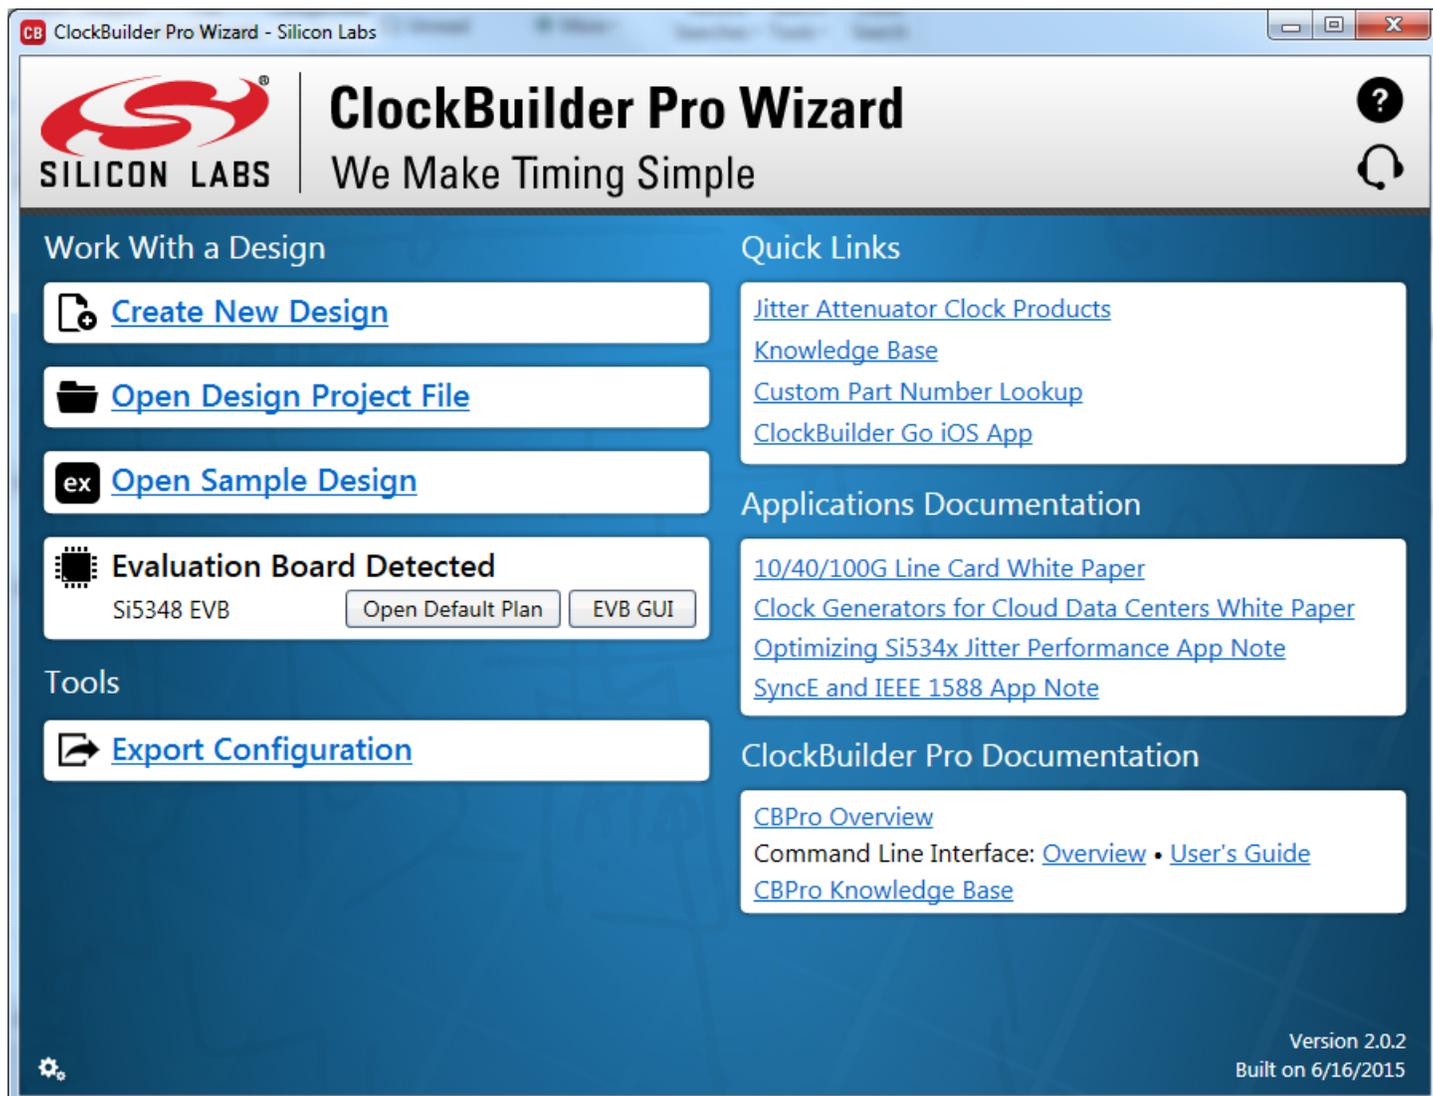 CB ClockBuilder Pro Wizard - Silicon Labs
SILICON LABS®
ClockBuilder Pro Wizard
We Make Timing Simple
?
Work With a Design
Create New Design
Open Design Project File
ex Open Sample Design
Evaluation Board Detected
Si5348 EVB Open Default Plan EVB GUI
Tools
Export Configuration
Quick Links
Jitter Attenuator Clock Products
Knowledge Base
Custom Part Number Lookup
ClockBuilder Go iOS App
Applications Documentation
10/40/100G Line Card White Paper
Clock Generators for Cloud Data Centers White Paper
Optimizing Si534x Jitter Performance App Note
SyncE and IEEE 1588 App Note
ClockBuilder Pro Documentation
CBPro Overview
Command Line Interface: Overview • User's Guide
CBPro Knowledge Base
Version 2.0.2
Built on 6/16/2015